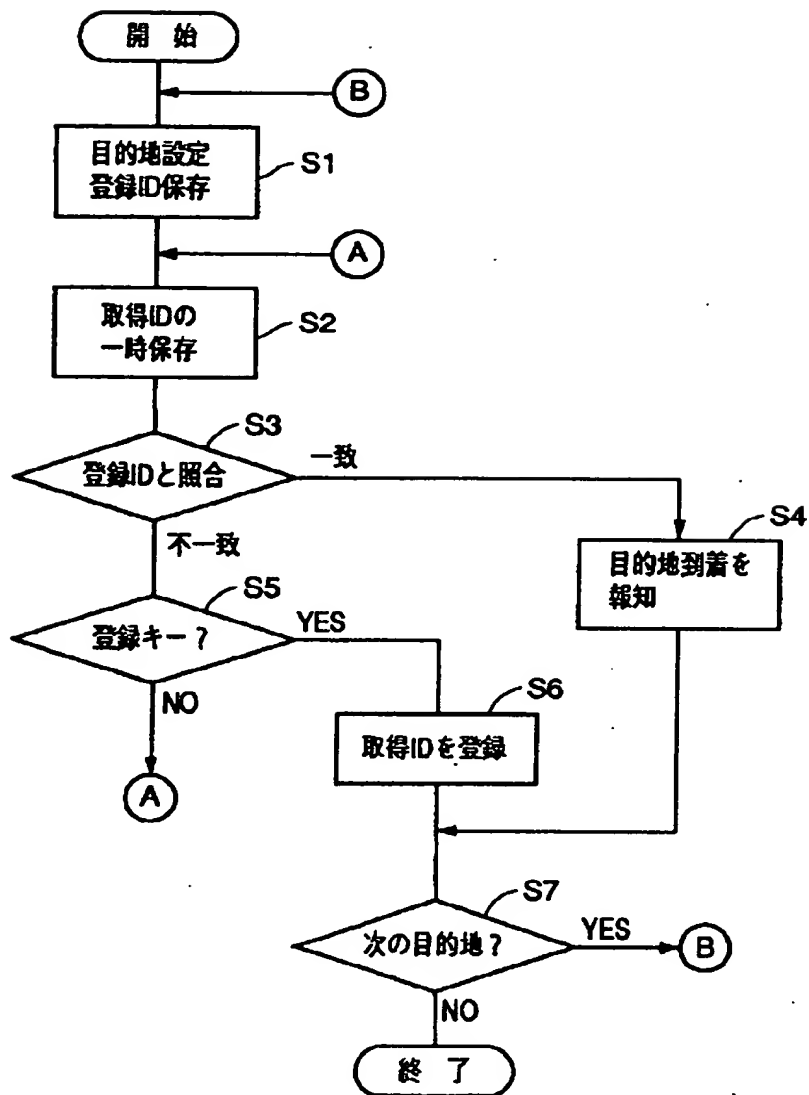 開始
B
目的地設定
登録ID保存
S1
A
取得IDの
一時保存
S2
S3
登録IDと照合
一致
不一致
S4
目的地到着を
報知
S5
登録キー?
YES
NO
A
S6
取得IDを登録
S7
次の目的地?
YES
B
NO
終了